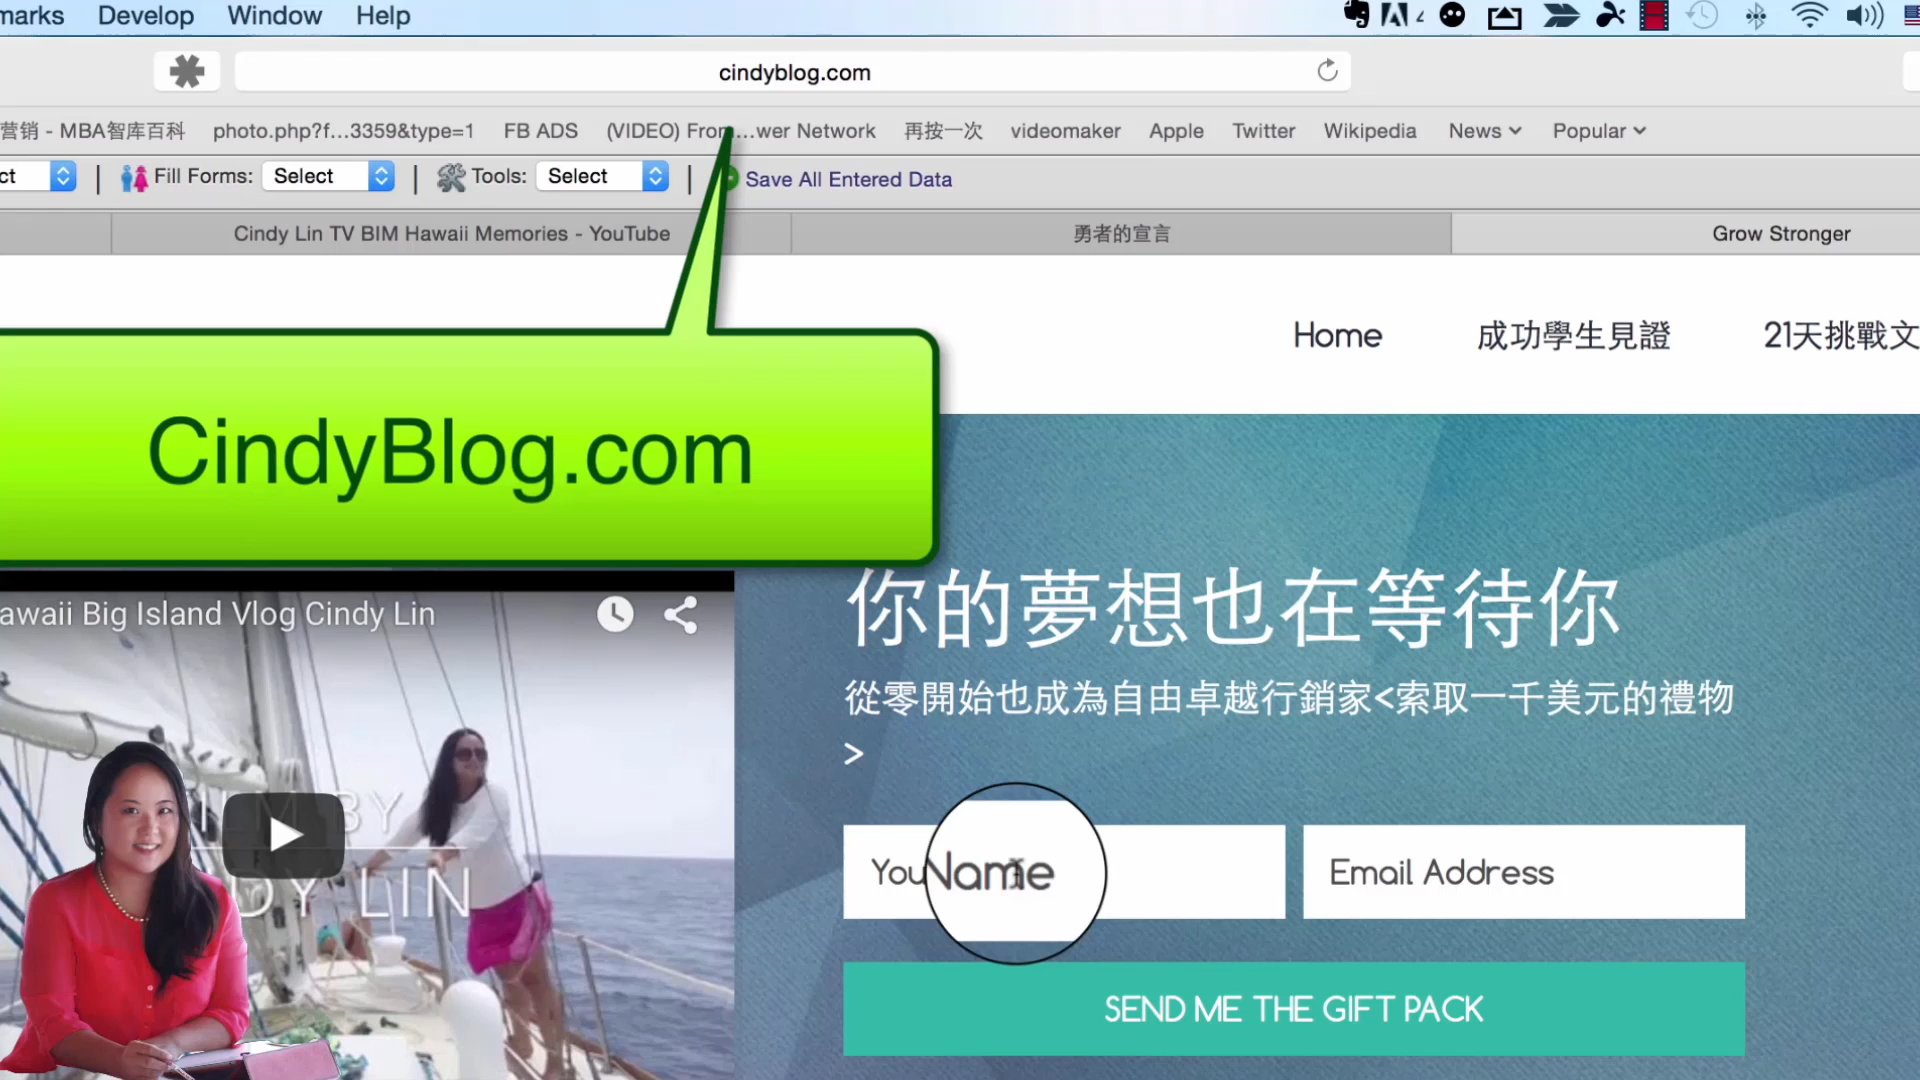 marks Develop Window Help
cindyblog.com
营销 - MBA智库百科 photo.php?f...3359&type=1 FB ADS (VIDEO) From...wer Network 再按一次 videomaker Apple Twitter Wikipedia News Popular
ct | Fill Forms: Select | Tools: Select | Save All Entered Data
Cindy Lin TV BIM Hawaii Memories - YouTube 勇者的宣言 Grow Stronger
Home 成功學生見證 21天挑戰文
CindyBlog.com
awaii Big Island Vlog Cindy Lin
你的夢想也在等待你
從零開始也成為自由卓越行銷家<索取一千美元的禮物
>
BY
DY LIN
You Name Email Address
SEND ME THE GIFT PACK